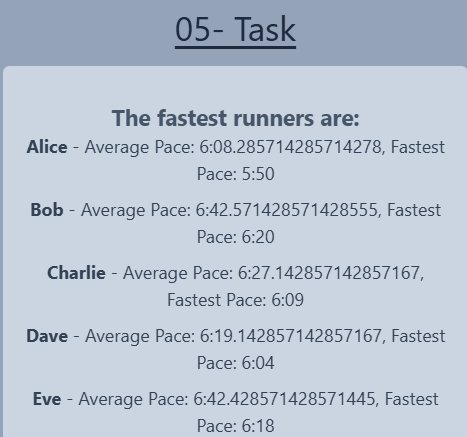 05- Task
The fastest runners are:
Alice - Average Pace: 6:08.285714285714278, Fastest
Pace: 5:50
Bob - Average Pace: 6:42.571428571428555, Fastest
Pace: 6:20
Charlie - Average Pace: 6:27.142857142857167,
Fastest Pace: 6:09
Dave - Average Pace: 6:19.142857142857167, Fastest
Pace: 6:04
Eve - Average Pace: 6:42.428571428571445, Fastest
Pace: 6:18